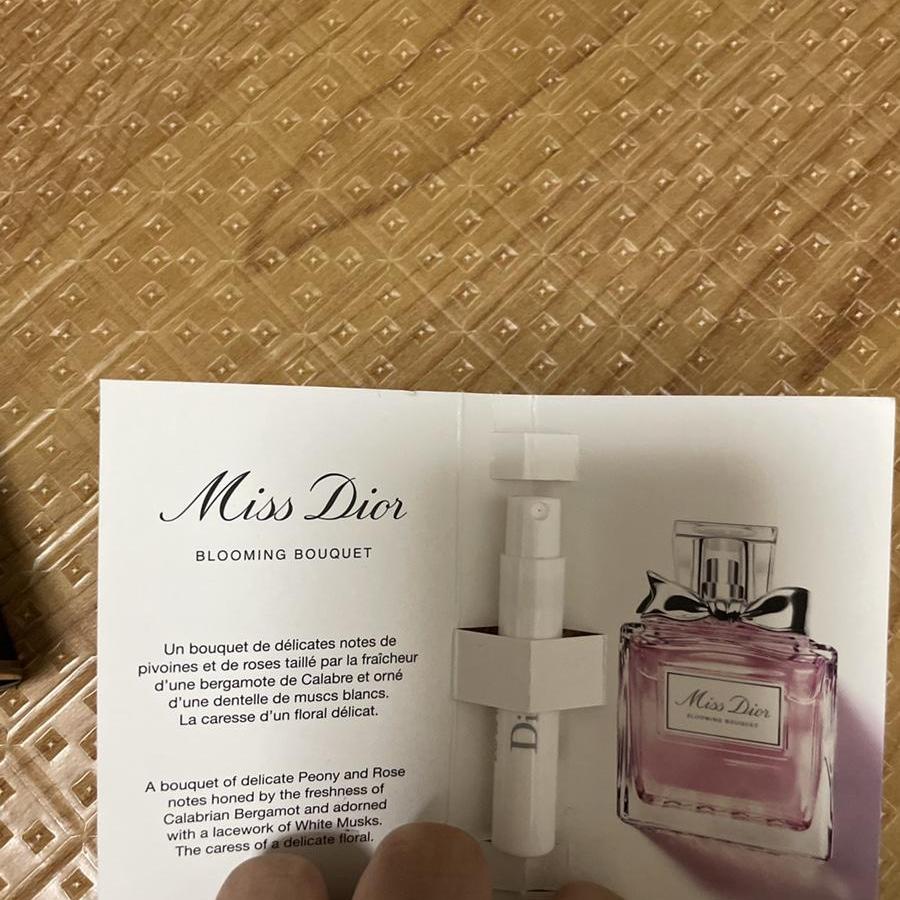 Miss Dior
BLOOMING BOUQUET
Un bouquet de délicates notes de
pivoines et de roses taillé par la fraîcheur
d'une bergamote de Calabre et orné
d'une dentelle de muscs blancs.
La caresse d'un floral délicat.
A bouquet of delicate Peony and Rose
notes honed by the freshness of
Calabrian Bergamot and adorned
with a lacework of White Musks.
The caress of a delicate floral.
Di
Miss Dior
BLOOMING BOUQUET